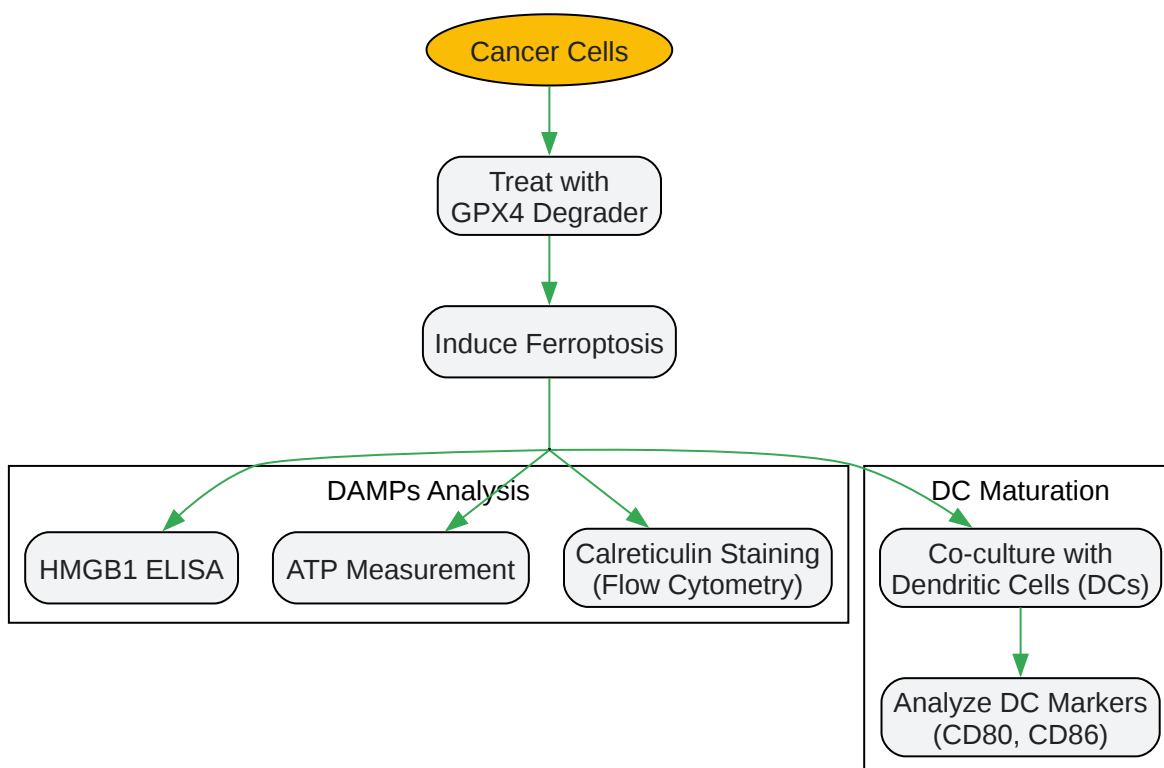 Cancer Cells
Treat with
GPX4 Degrader
Induce Ferroptosis
DAMPs Analysis
HMGB1 ELISA
ATP Measurement
Calreticulin Staining
(Flow Cytometry)
DC Maturation
Co-culture with
Dendritic Cells (DCs)
Analyze DC Markers
(CD80, CD86)